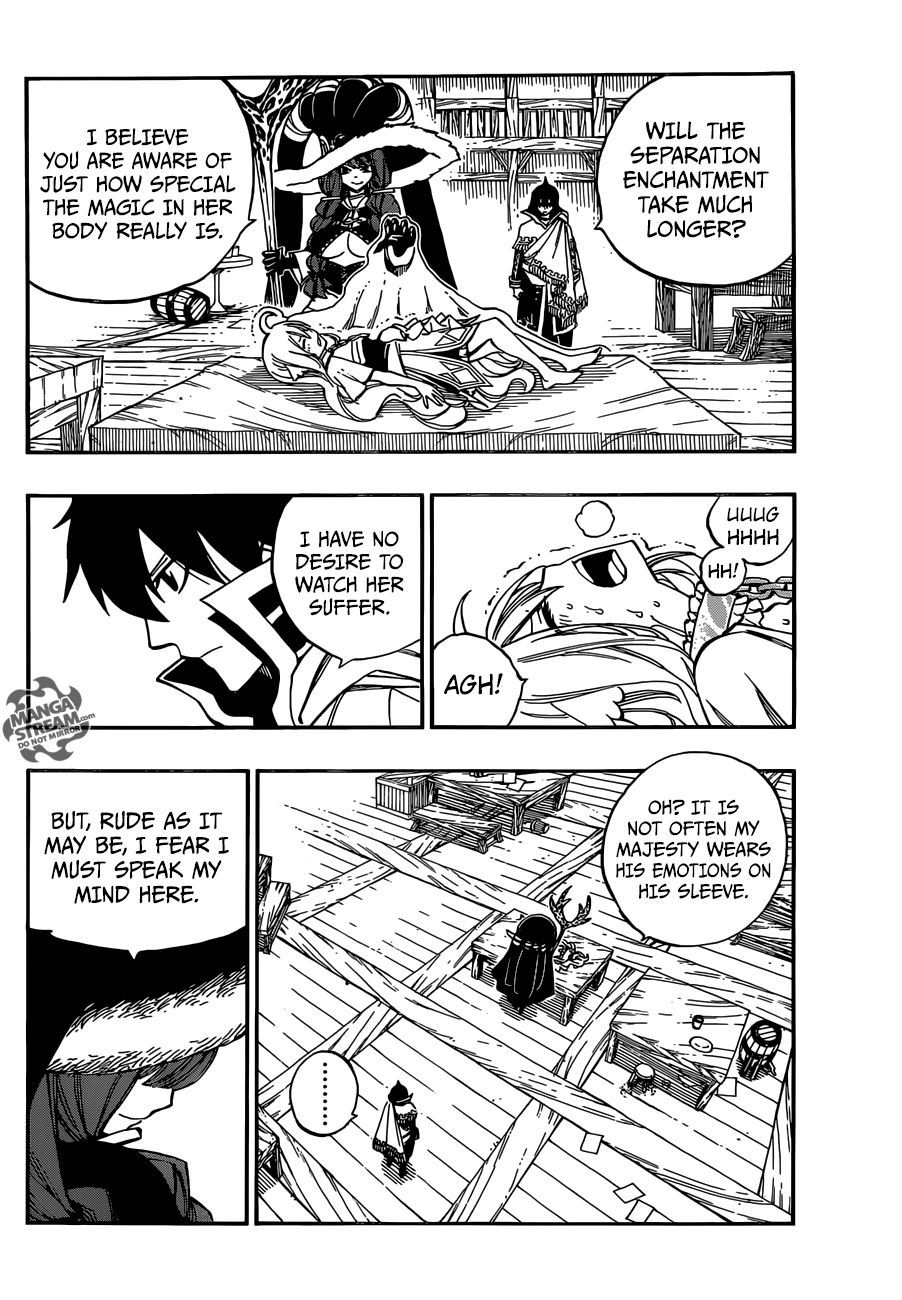 WILL THE
SEPARATION
ENCHANTMENT
TAKE MUCH
LONGER?
I BELIEVE
YOU ARE AWARE OF
JUST HOW SPECIAL
THE MAGIC IN HER
BODY REALLY IS.
UUUG
HHHH
HH!
AGH!
I HAVE NO
DESIRE TO
WATCH HER
SUFFER.
MANGA
STREAM.com
DO NOT MIRROR
OH? IT IS
NOT OFTEN MY
MAJESTY WEARS
HIS EMOTIONS ON
HIS SLEEVE.
........
BUT, RUDE AS IT
MAY BE, I FEAR I
MUST SPEAK MY
MIND HERE.